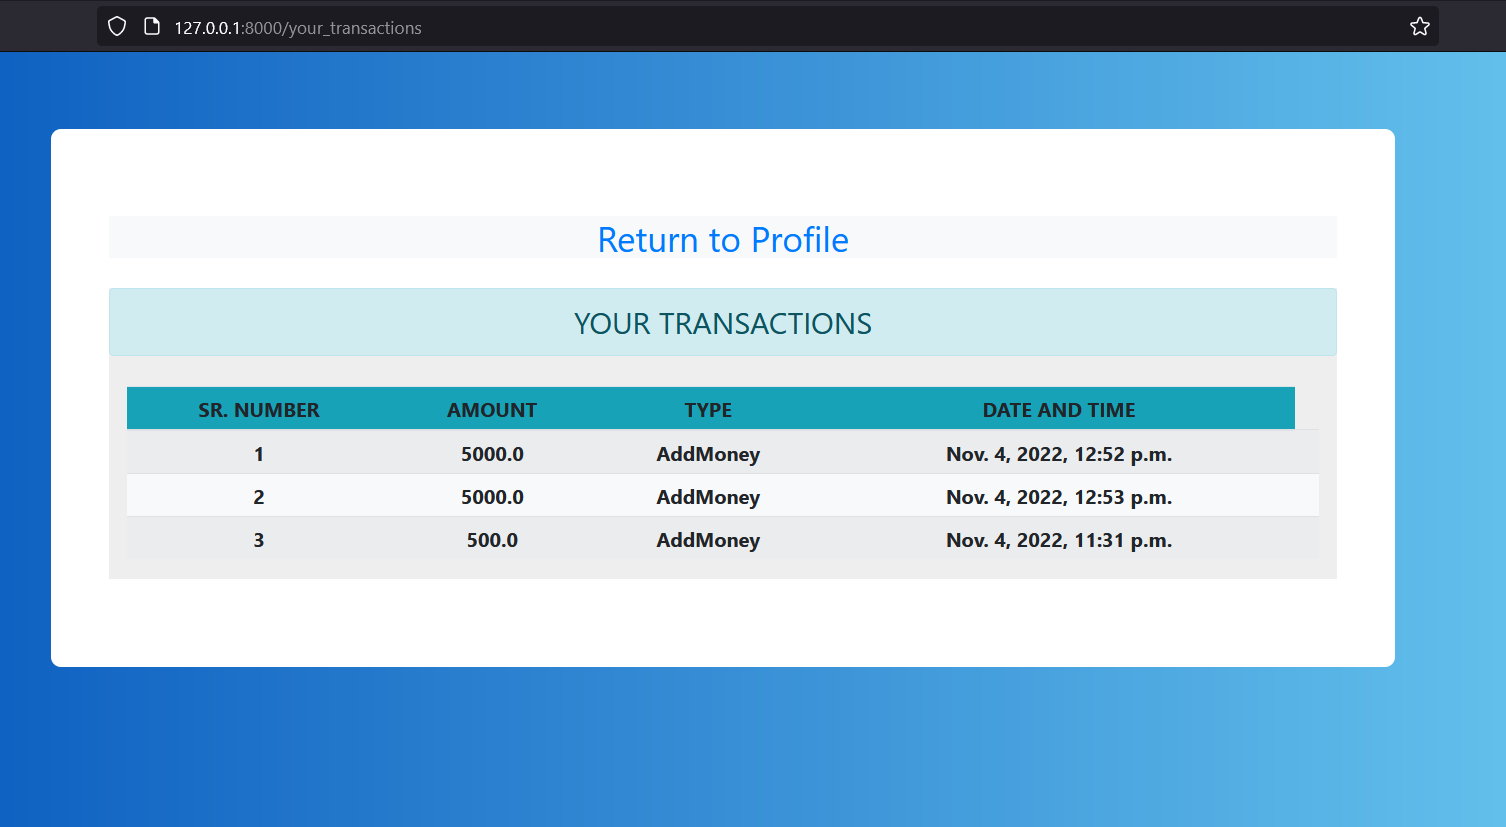 127.0.0.1:8000/your_transactions
Return to Profile
YOUR TRANSACTIONS
SR. NUMBER AMOUNT TYPE DATE AND TIME
1 5000.0 AddMoney Nov. 4, 2022, 12:52 p.m.
2 5000.0 AddMoney Nov. 4, 2022, 12:53 p.m.
3 500.0 AddMoney Nov. 4, 2022, 11:31 p.m.